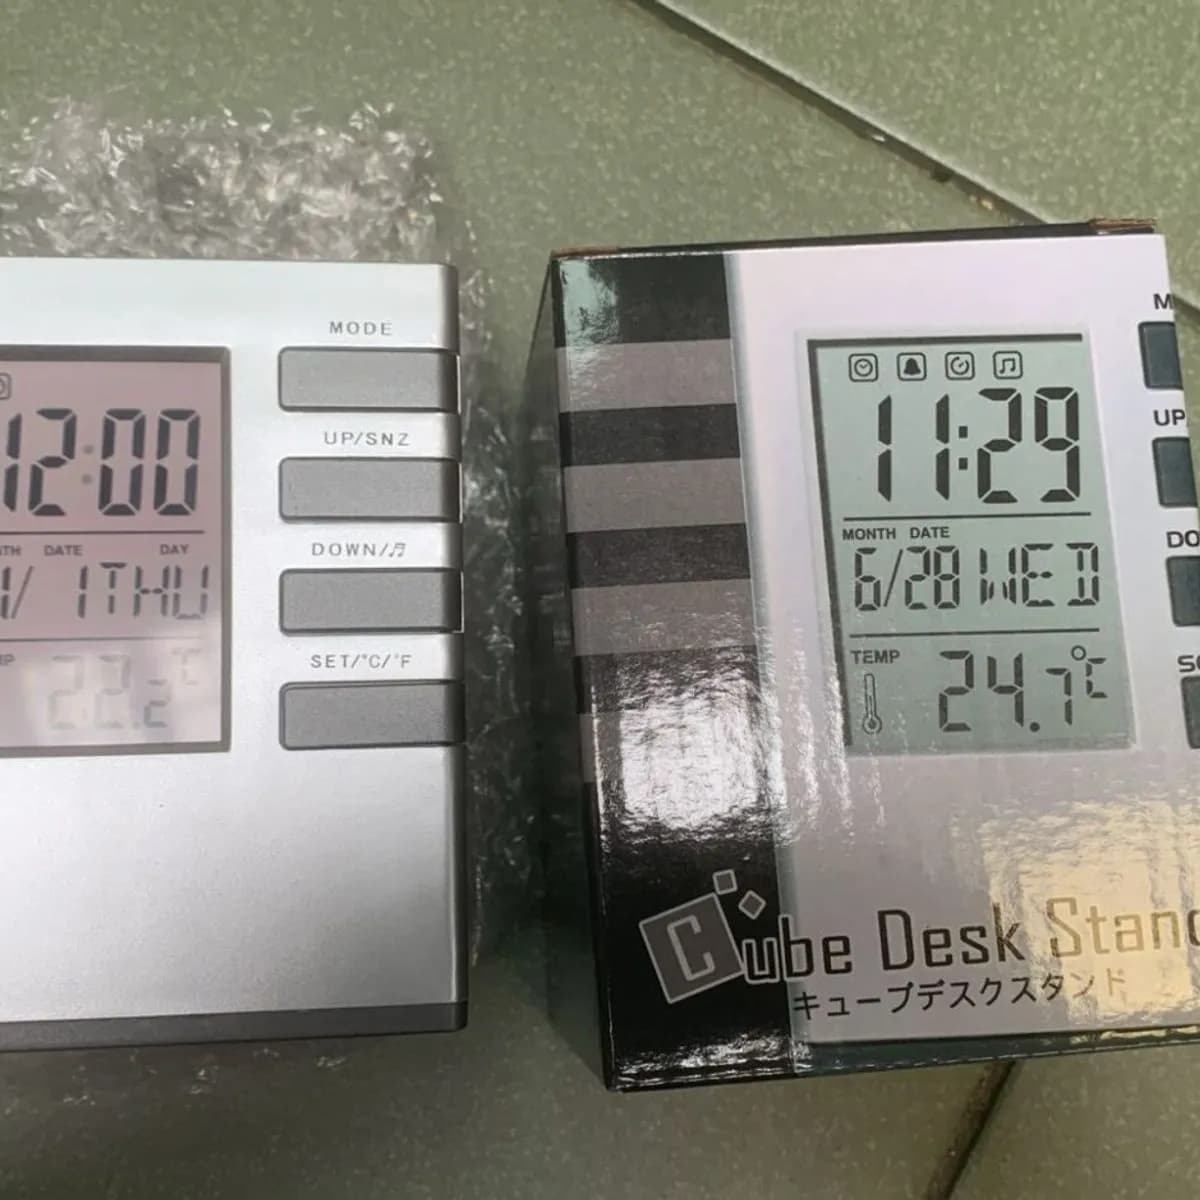 MODE
12:00
UP/SNZ
DATE DAY
DOWN/♫
1/ 1THU
SET/°C/°F
22.2°C
11:29
MONTH DATE
6/28 WED
TEMP
24.7°C
UP
Cube Desk Stand
キューブデスクスタンド